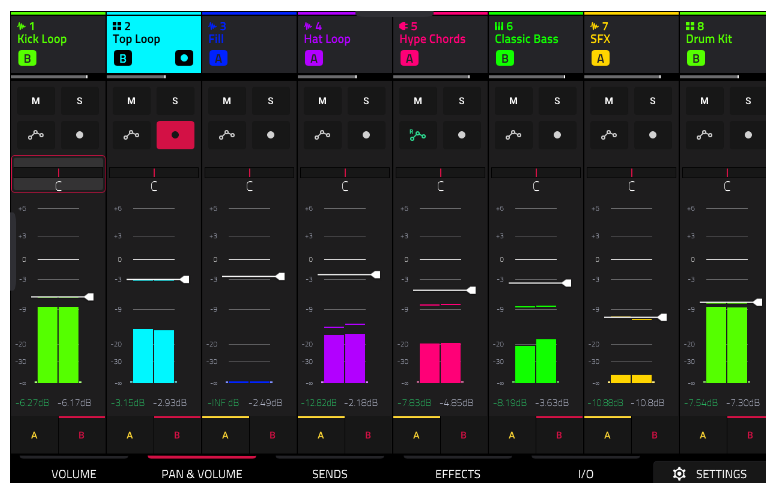 1 2 3 4 5 6 7 8
Kick Loop Top Loop Fill Hat Loop Hype Chords Classic Bass SFX Drum Kit
B B A A A B A B
M S M S M S M S M S M S M S M S
R
C C C C C C C C
+6 +6 +6 +6 +6 +6 +6 +6
+3 +3 +3 +3 +3 +3 +3 +3
0 0 0 0 0 0 0 0
-3 -3 -3 -3 -3 -3 -3 -3
-9 -9 -9 -9 -9 -9 -9 -9
-20 -20 -20 -20 -20 -20 -20 -20
-30 -30 -30 -30 -30 -30 -30 -30
-∞ -∞ -∞ -∞ -∞ -∞ -∞ -∞
-6.27dB -6.17dB -3.15dB -2.93dB -INF dB -2.49dB -12.82dB -2.18dB -7.83dB -4.85dB -8.19dB -3.63dB -10.88dB -10.8dB -7.54dB -7.30dB
A B A B A B A B A B A B A B A B
VOLUME PAN & VOLUME SENDS EFFECTS I/O SETTINGS